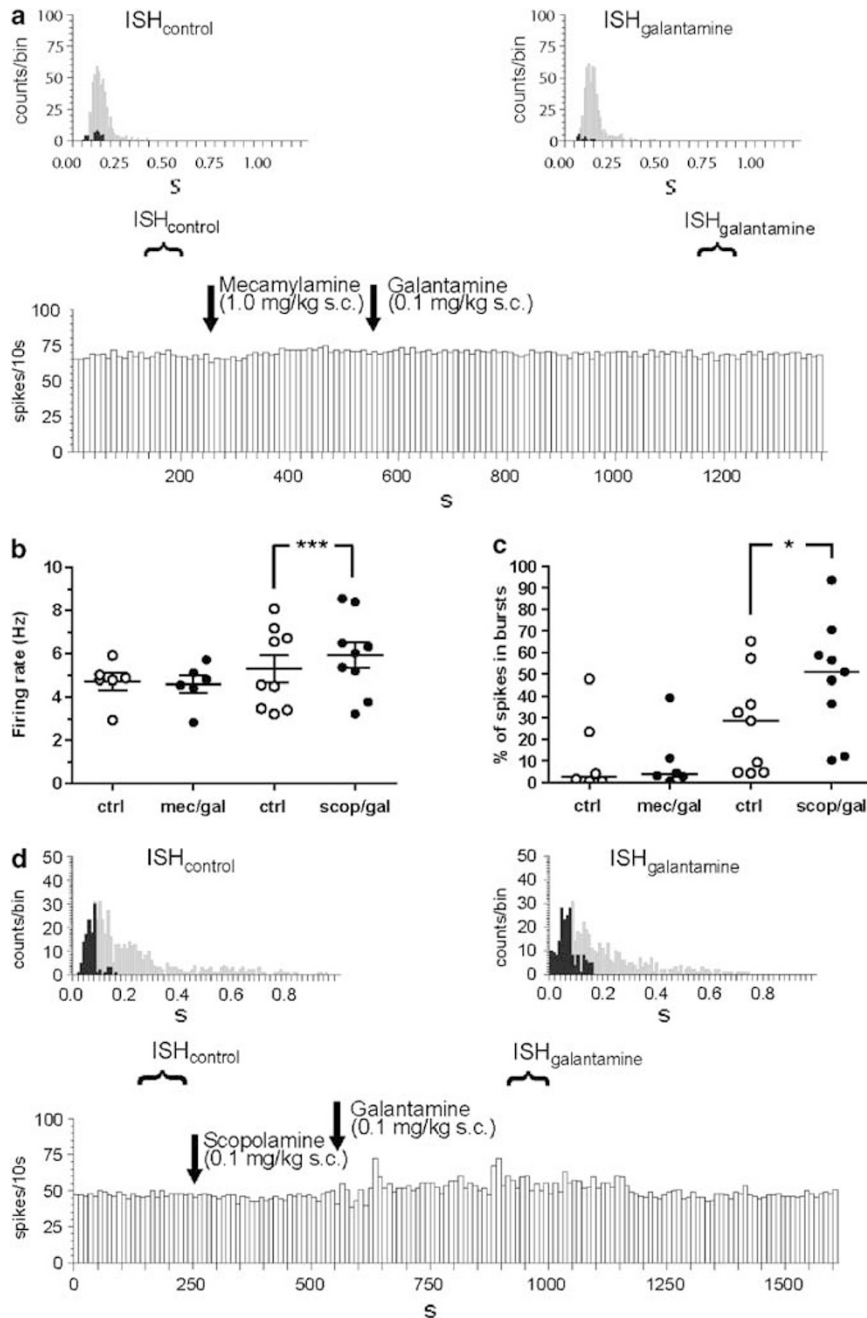 a
ISHcontrol
counts/bin
100
75
50
25
0
0.00 0.25 0.50 0.75 1.00
S
ISHgalantamine
counts/bin
100
75
50
25
0
0.00 0.25 0.50 0.75 1.00
S
ISHcontrol
ISHgalantamine
Mecamylamine
(1.0 mg/kg s.c.)
Galantamine
(0.1 mg/kg s.c.)
spikes/10s
100
75
50
25
0
200 400 600 800 1000 1200
S
b
Firing rate (Hz)
10
8
6
4
2
0
***
ctrl mec/gal ctrl scop/gal
c
% of spikes in bursts
100
90
80
70
60
50
40
30
20
10
0
*
ctrl mec/gal ctrl scop/gal
d
ISHcontrol
counts/bin
50
40
30
20
10
0
0.0 0.2 0.4 0.6 0.8
S
ISHgalantamine
counts/bin
50
40
30
20
10
0
0.0 0.2 0.4 0.6 0.8
S
ISHcontrol
ISHgalantamine
Scopolamine
(0.1 mg/kg s.c.)
Galantamine
(0.1 mg/kg s.c.)
spikes/10s
100
75
50
25
0
0 250 500 750 1000 1250 1500
S